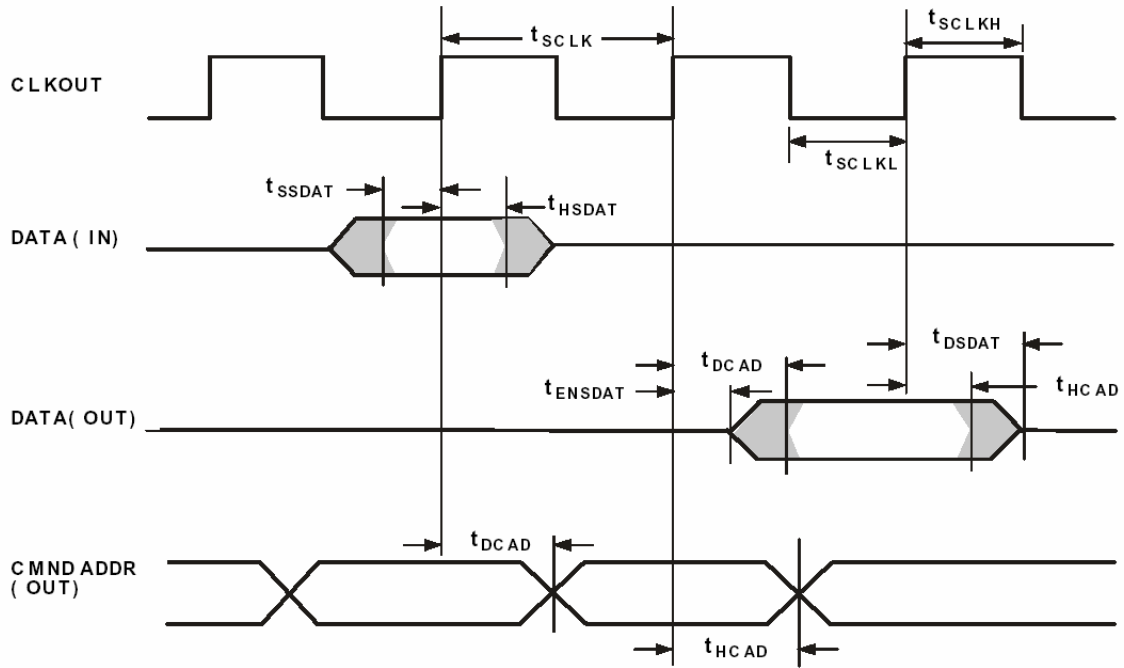 tSCLK
tSCLKH
CLKOUT
tSCLKL
tSSDAT
tHSDAT
DATA ( IN)
tDSDAT
tDCAD
tENSDAT
tHCAD
DATA( OUT)
tDCAD
CMND ADDR
( OUT)
tHCAD